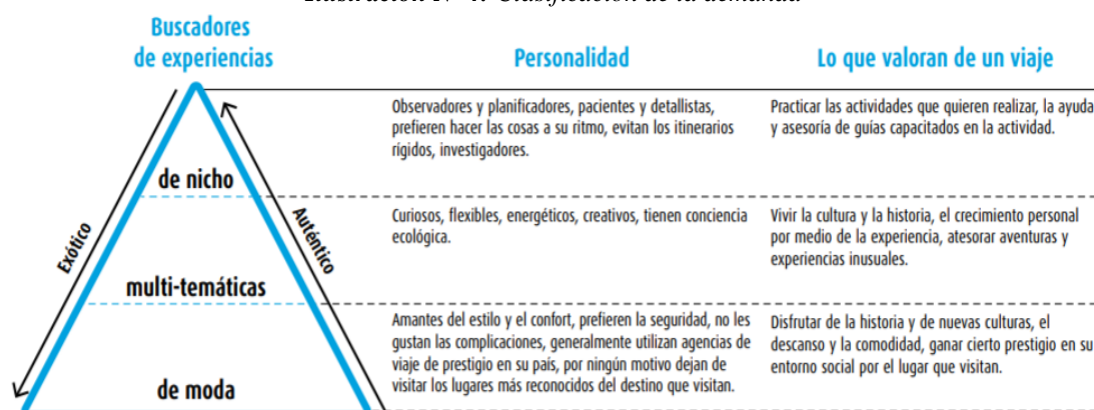 Buscadores
de experiencias
Personalidad
Lo que valoran de un viaje
Observadores y planificadores, pacientes y detallistas,
prefieren hacer las cosas a su ritmo, evitan los itinerarios
rígidos, investigadores.
Practicar las actividades que quieren realizar, la ayuda
y asesoría de guías capacitados en la actividad.
de nicho
Exótico
Auténtico
Curiosos, flexibles, energéticos, creativos, tienen conciencia
ecológica.
Vivir la cultura y la historia, el crecimiento personal
por medio de la experiencia, atesorar aventuras y
experiencias inusuales.
multi-temáticas
Amantes del estilo y el confort, prefieren la seguridad, no les
gustan las complicaciones, generalmente utilizan agencias de
viaje de prestigio en su país, por ningún motivo dejan de
visitar los lugares más reconocidos del destino que visitan.
Disfrutar de la historia y de nuevas culturas, el
descanso y la comodidad, ganar cierto prestigio en su
entorno social por el lugar que visitan.
de moda